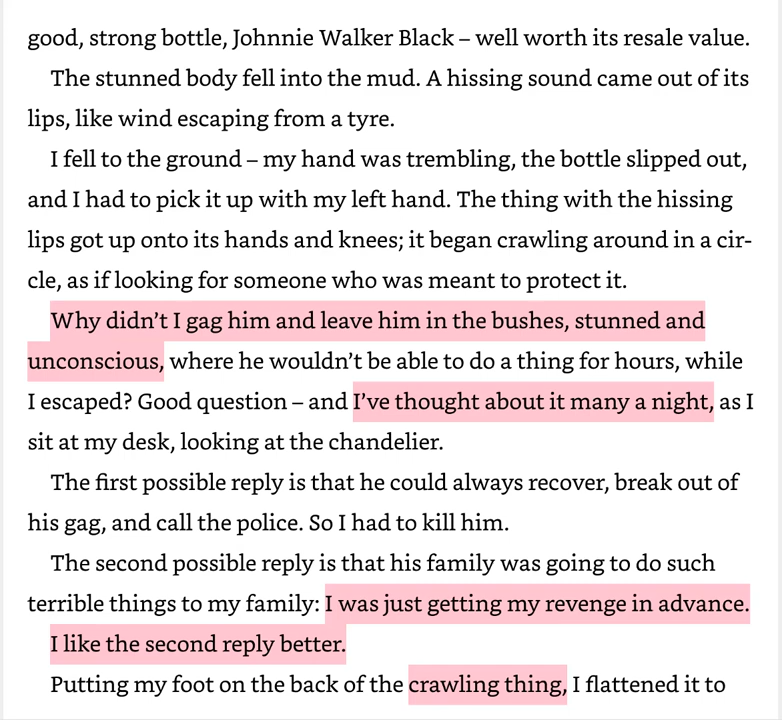 good, strong bottle, Johnnie Walker Black – well worth its resale value.
The stunned body fell into the mud. A hissing sound came out of its
lips, like wind escaping from a tyre.
I fell to the ground – my hand was trembling, the bottle slipped out,
and I had to pick it up with my left hand. The thing with the hissing
lips got up onto its hands and knees; it began crawling around in a cir-
cle, as if looking for someone who was meant to protect it.
Why didn’t I gag him and leave him in the bushes, stunned and
unconscious, where he wouldn’t be able to do a thing for hours, while
I escaped? Good question – and I’ve thought about it many a night, as I
sit at my desk, looking at the chandelier.
The first possible reply is that he could always recover, break out of
his gag, and call the police. So I had to kill him.
The second possible reply is that his family was going to do such
terrible things to my family: I was just getting my revenge in advance.
I like the second reply better.
Putting my foot on the back of the crawling thing, I flattened it to